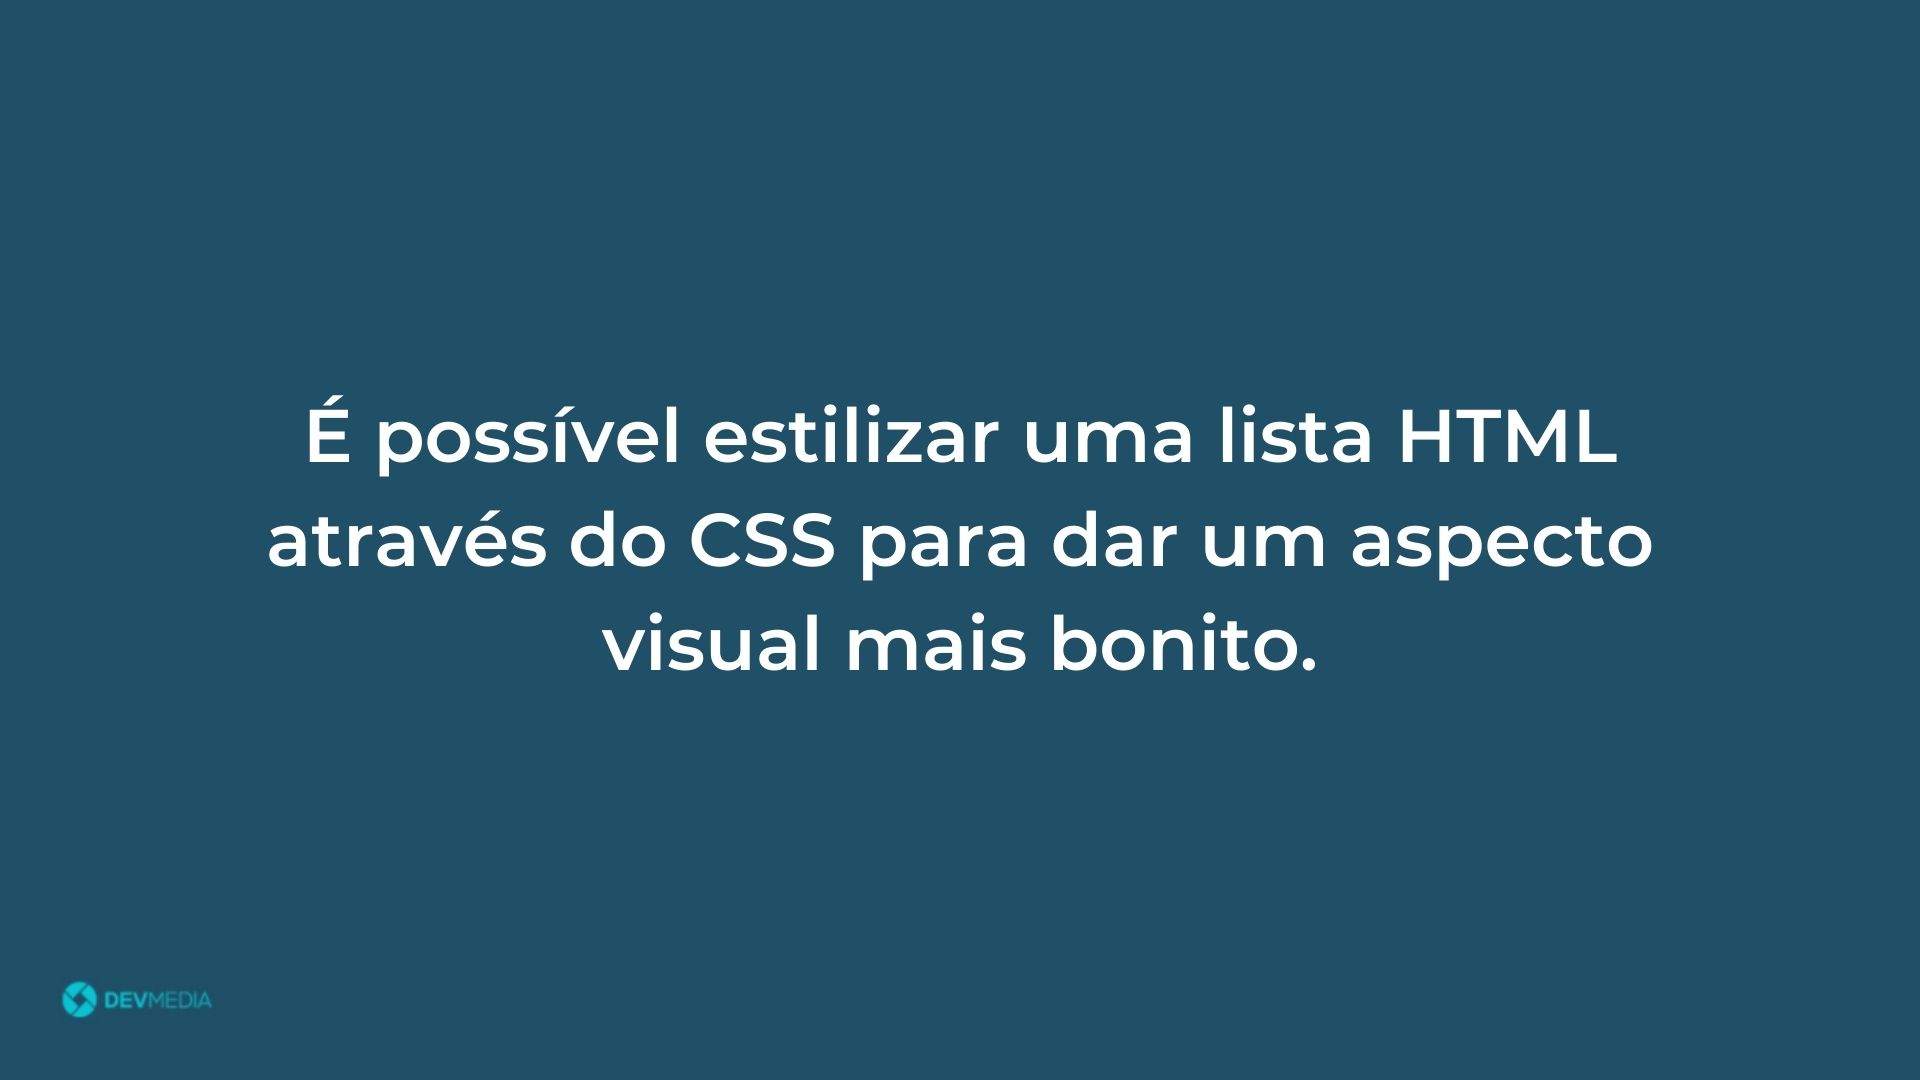 É possível estilizar uma lista HTML
através do CSS para dar um aspecto
visual mais bonito.
DEVMEDIA